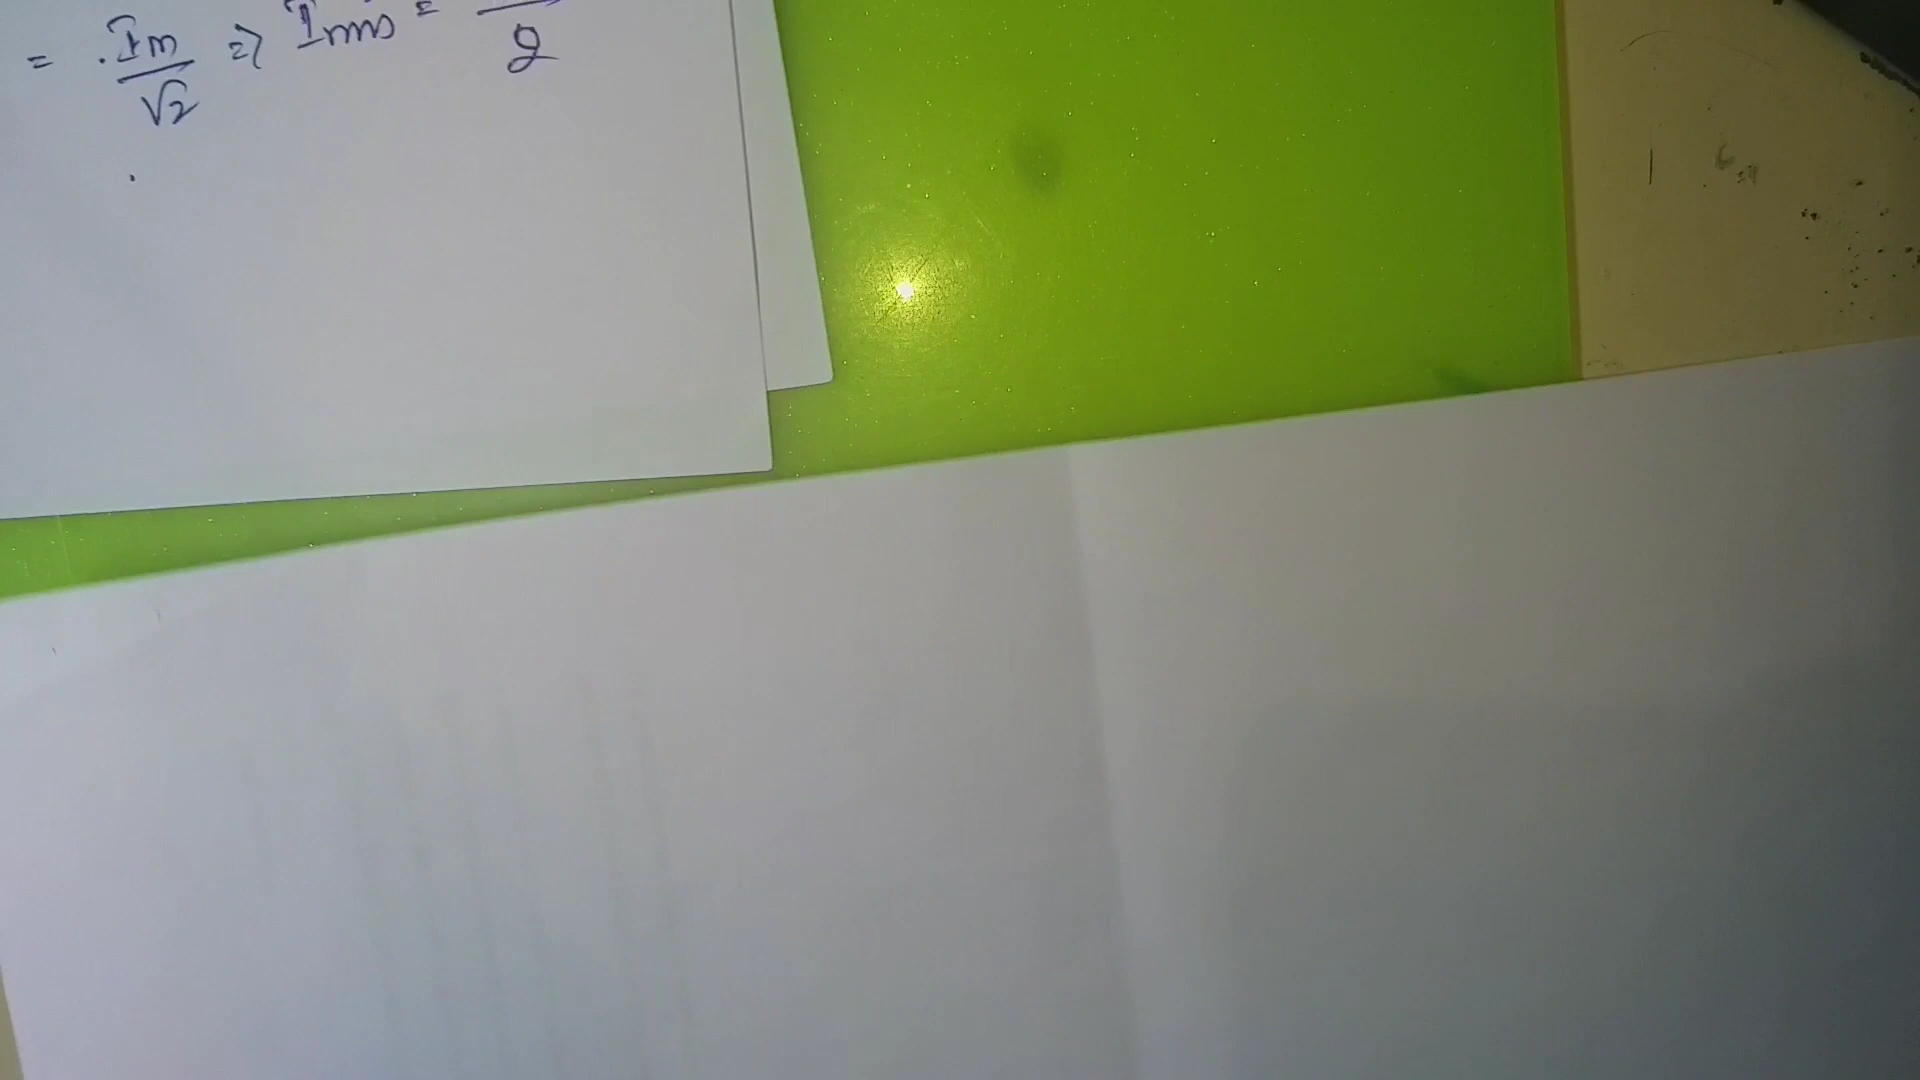 = Im/√2 => Irms = /2